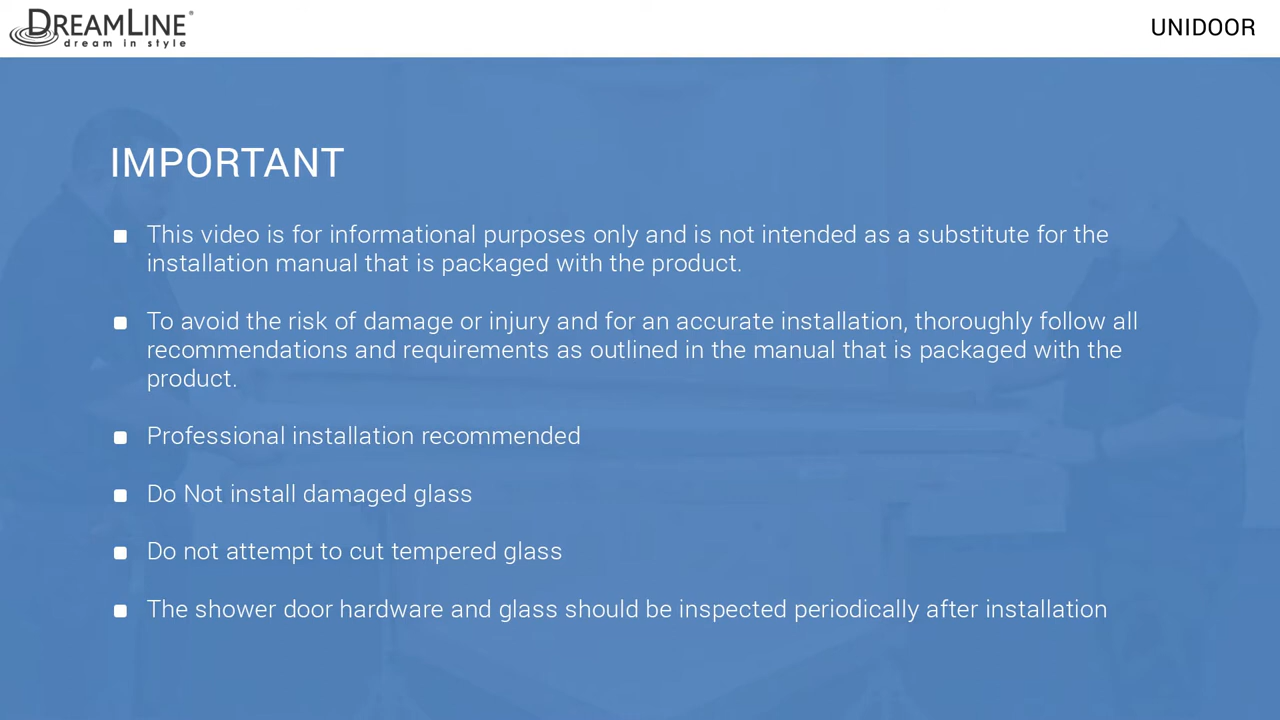 DREAMLINE®
dream in style
UNIDOOR
IMPORTANT
This video is for informational purposes only and is not intended as a substitute for the
installation manual that is packaged with the product.
To avoid the risk of damage or injury and for an accurate installation, thoroughly follow all
recommendations and requirements as outlined in the manual that is packaged with the
product.
Professional installation recommended
Do Not install damaged glass
Do not attempt to cut tempered glass
The shower door hardware and glass should be inspected periodically after installation